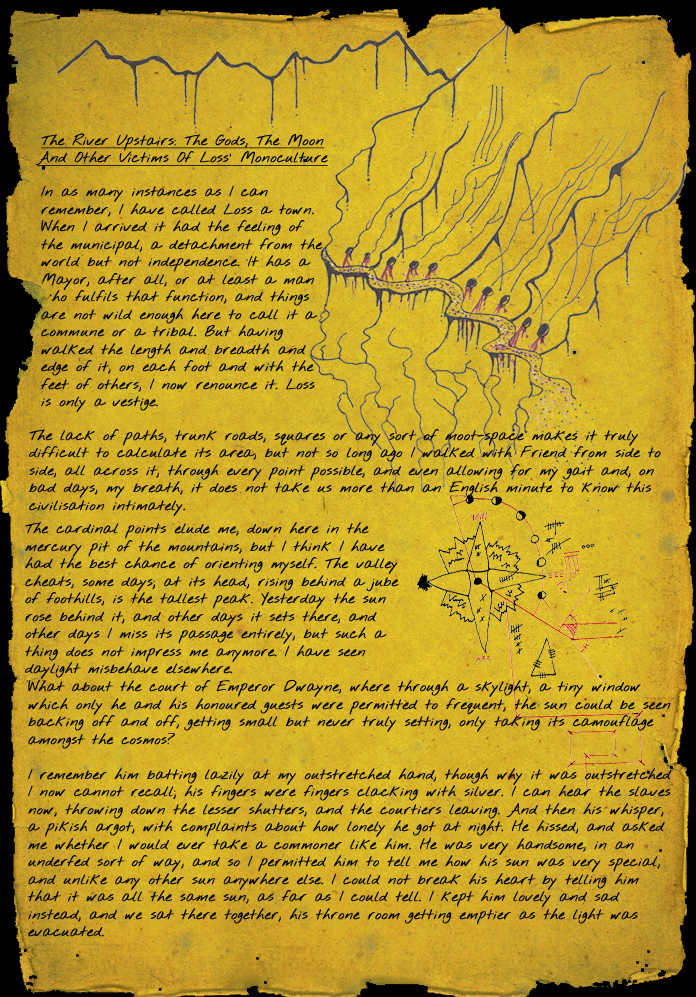 The River Upstairs: The Gods, The Moon
And Other Victims Of Loss' Monoculture
In as many instances as I can
remember, I have called Loss a town.
When I arrived it had the feeling of
the municipal, a detachment from the
world but not independence. It has a
Mayor, after all, or at least a man
who fulfils that function, and things
are not wild enough here to call it a
commune or a tribal. But having
walked the length and breadth and
edge of it, on each foot and with the
feet of others, I now renounce it. Loss
is only a vestige.
The lack of paths, trunk roads, squares or any sort of moot-space makes it truly
difficult to calculate its area, but not so long ago I walked with Friend from side to
side, all across it, through every point possible, and even allowing for my gait and, on
bad days, my breath, it does not take us more than an English minute to know this
civilisation intimately.
The cardinal points elude me, down here in the
mercury pit of the mountains, but I think I have
had the best chance of orienting myself. The valley
cheats, some days, at its head, rising behind a jube
of foothills, is the tallest peak. Yesterday the sun
rose behind it, and other days it sets there, and
other days I miss its passage entirely, but such a
thing does not impress me anymore. I have seen
daylight misbehave elsewhere.
What about the court of Emperor Dwayne, where through a skylight, a tiny window
which only he and his honoured guests were permitted to frequent, the sun could be seen
backing off and off, getting small but never truly setting, only taking its camouflage
amongst the cosmos?
I remember him batting lazily at my outstretched hand, though why it was outstretched
I now cannot recall, his fingers were fingers clacking with silver. I can hear the slaves
now, throwing down the lesser shutters, and the courtiers leaving. And then his whisper,
a pikish argot, with complaints about how lonely he got at night. He hissed, and asked
me whether I would ever take a commoner like him. He was very handsome, in an
underfed sort of way, and so I permitted him to tell me how his sun was very special,
and unlike any other sun anywhere else. I could not break his heart by telling him
that it was all the same sun, as far as I could tell. I kept him lovely and sad
instead, and we sat there together, his throne room getting emptier as the light was
evacuated.